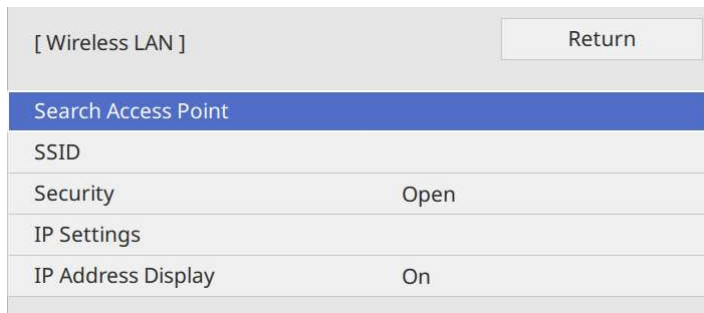 [ Wireless LAN ] Return
Search Access Point
SSID
Security Open
IP Settings
IP Address Display On